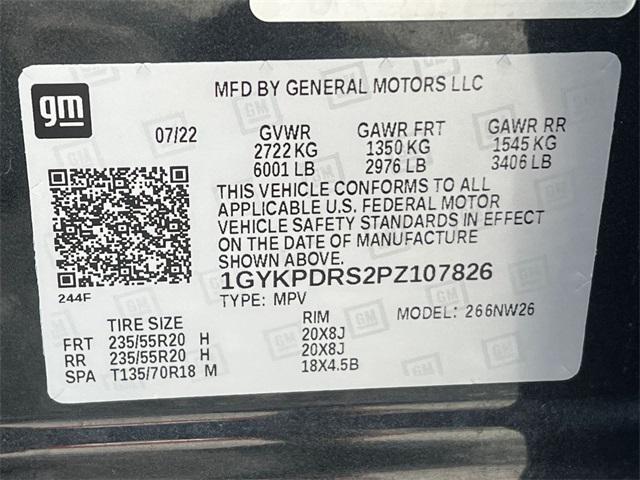 gm
MFD BY GENERAL MOTORS LLC
07/22 GVWR GAWR FRT GAWR RR
2722 KG 1350 KG 1545 KG
6001 LB 2976 LB 3406 LB
THIS VEHICLE CONFORMS TO ALL
APPLICABLE U.S. FEDERAL MOTOR
VEHICLE SAFETY STANDARDS IN EFFECT
ON THE DATE OF MANUFACTURE
SHOWN ABOVE.
244F
1GYKPDRS2PZ107826
TYPE: MPV MODEL: 266NW26
TIRE SIZE RIM
FRT 235/55R20 H 20X8J
RR 235/55R20 H 20X8J
SPA T135/70R18 M 18X4.5B